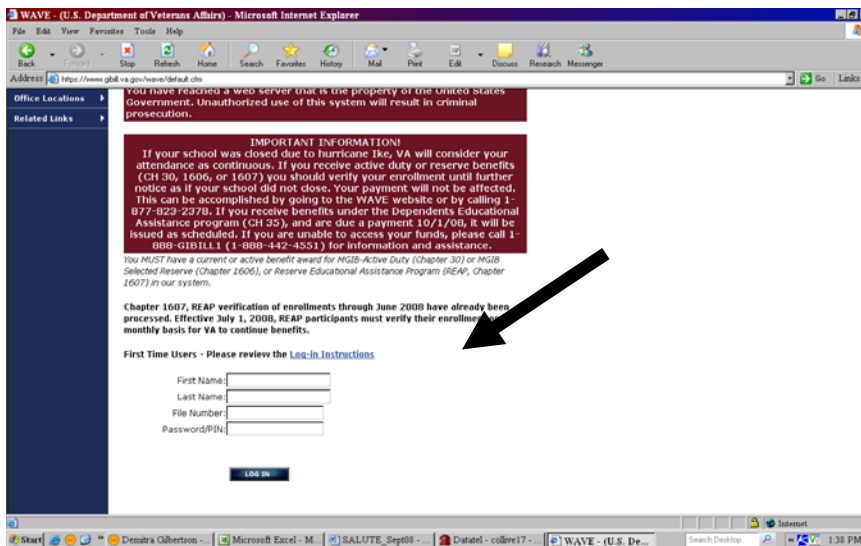 WAVE - (U.S. Department of Veterans Affairs) - Microsoft Internet Explorer
File Edit View Favorites Tools Help
Back Forward Stop Refresh Home Search Favorites History Mail Print Edit Discuss Research Messenger
Address https://www.gibill.va.gov/wave/default.cfm Go Links
Office Locations
Related Links
You have reached a web server that is the property of the United States
Government. Unauthorized use of this system will result in criminal
prosecution.
IMPORTANT INFORMATION!
If your school was closed due to hurricane Ike, VA will consider your
attendance as continuous. If you receive active duty or reserve benefits
(CH 30, 1606, or 1607) you should verify your enrollment until further
notice as if your school did not close. Your payment will not be affected.
This can be accomplished by going to the WAVE website or by calling 1-
877-823-2378. If you receive benefits under the Dependents Educational
Assistance program (CH 35), and are due a payment 10/1/08, it will be
issued as scheduled. If you are unable to access your funds, please call 1-
888-GIBILL1 (1-888-442-4551) for information and assistance.
You MUST have a current or active benefit award for MGIB-Active Duty (Chapter 30) or MGIB
Selected Reserve (Chapter 1606), or Reserve Educational Assistance Program (REAP, Chapter
1607) in our system.
Chapter 1607, REAP verification of enrollments through June 2008 have already been
processed. Effective July 1, 2008, REAP participants must verify their enrollment
monthly basis for VA to continue benefits.
First Time Users - Please review the Log-in Instructions
First Name:
Last Name:
File Number:
Password/PIN:
LOG IN
Internet
Start Demitra Gilbertson -... Microsoft Excel - M... SALUTE_Sept08 - ... Datatel - collive17 -... WAVE - (U.S. De... Search Desktop 1:38 PM